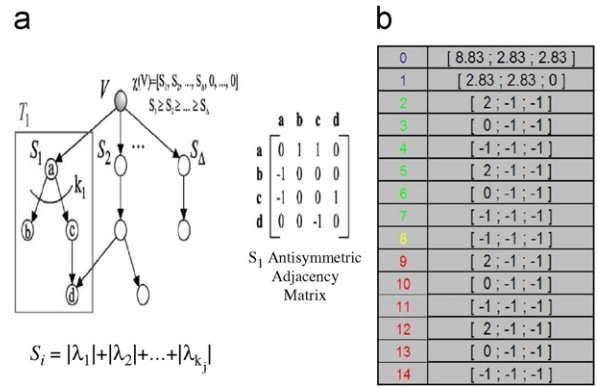 a
b
V
χ(V)=[S₁, S₂, ..., S_Δ, 0, ..., 0]
S₁ ≥ S₂ ≥ ... ≥ S_Δ
T₁
S₁
S₂
...
S_Δ
a
k₁
b
c
d
a b c d
a 0 1 1 0
b -1 0 0 0
c -1 0 0 1
d 0 0 -1 0
S₁ Antisymmetric
Adjacency
Matrix
Sᵢ = |λ₁|+|λ₂|+...+|λ_kⱼ|
0 [ 8.83 ; 2.83 ; 2.83 ]
1 [ 2.83 ; 2.83 ; 0 ]
2 [ 2 ; -1 ; -1 ]
3 [ 0 ; -1 ; -1 ]
4 [ -1 ; -1 ; -1 ]
5 [ 2 ; -1 ; -1 ]
6 [ 0 ; -1 ; -1 ]
7 [ -1 ; -1 ; -1 ]
8 [ -1 ; -1 ; -1 ]
9 [ 2 ; -1 ; -1 ]
10 [ 0 ; -1 ; -1 ]
11 [ -1 ; -1 ; -1 ]
12 [ 2 ; -1 ; -1 ]
13 [ 0 ; -1 ; -1 ]
14 [ -1 ; -1 ; -1 ]